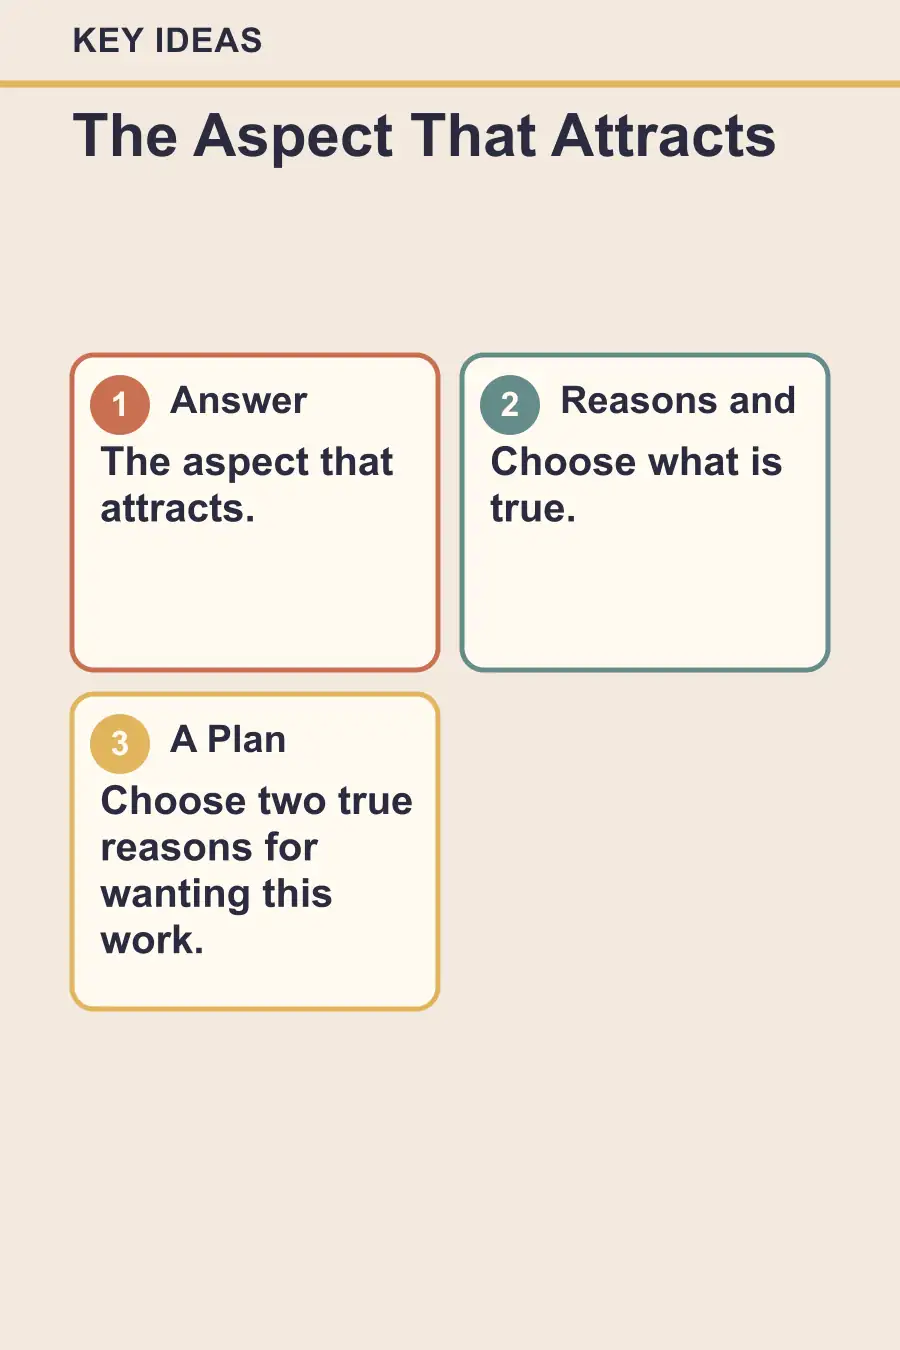 KEY IDEAS
The Aspect That Attracts
1 Answer
The aspect that
attracts.
2 Reasons and
Choose what is
true.
3 A Plan
Choose two true
reasons for
wanting this
work.